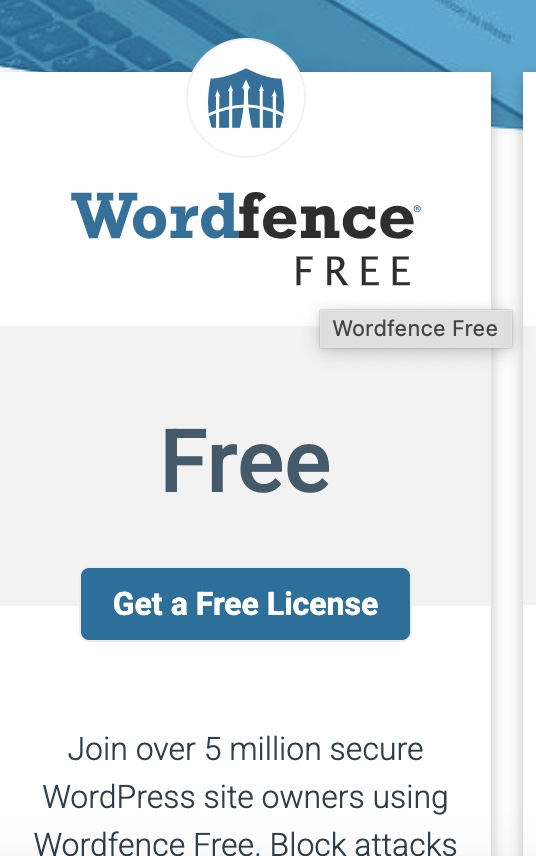 Wordfence®
FREE
Wordfence Free
Free
Get a Free License
Join over 5 million secure
WordPress site owners using
Wordfence Free. Block attacks